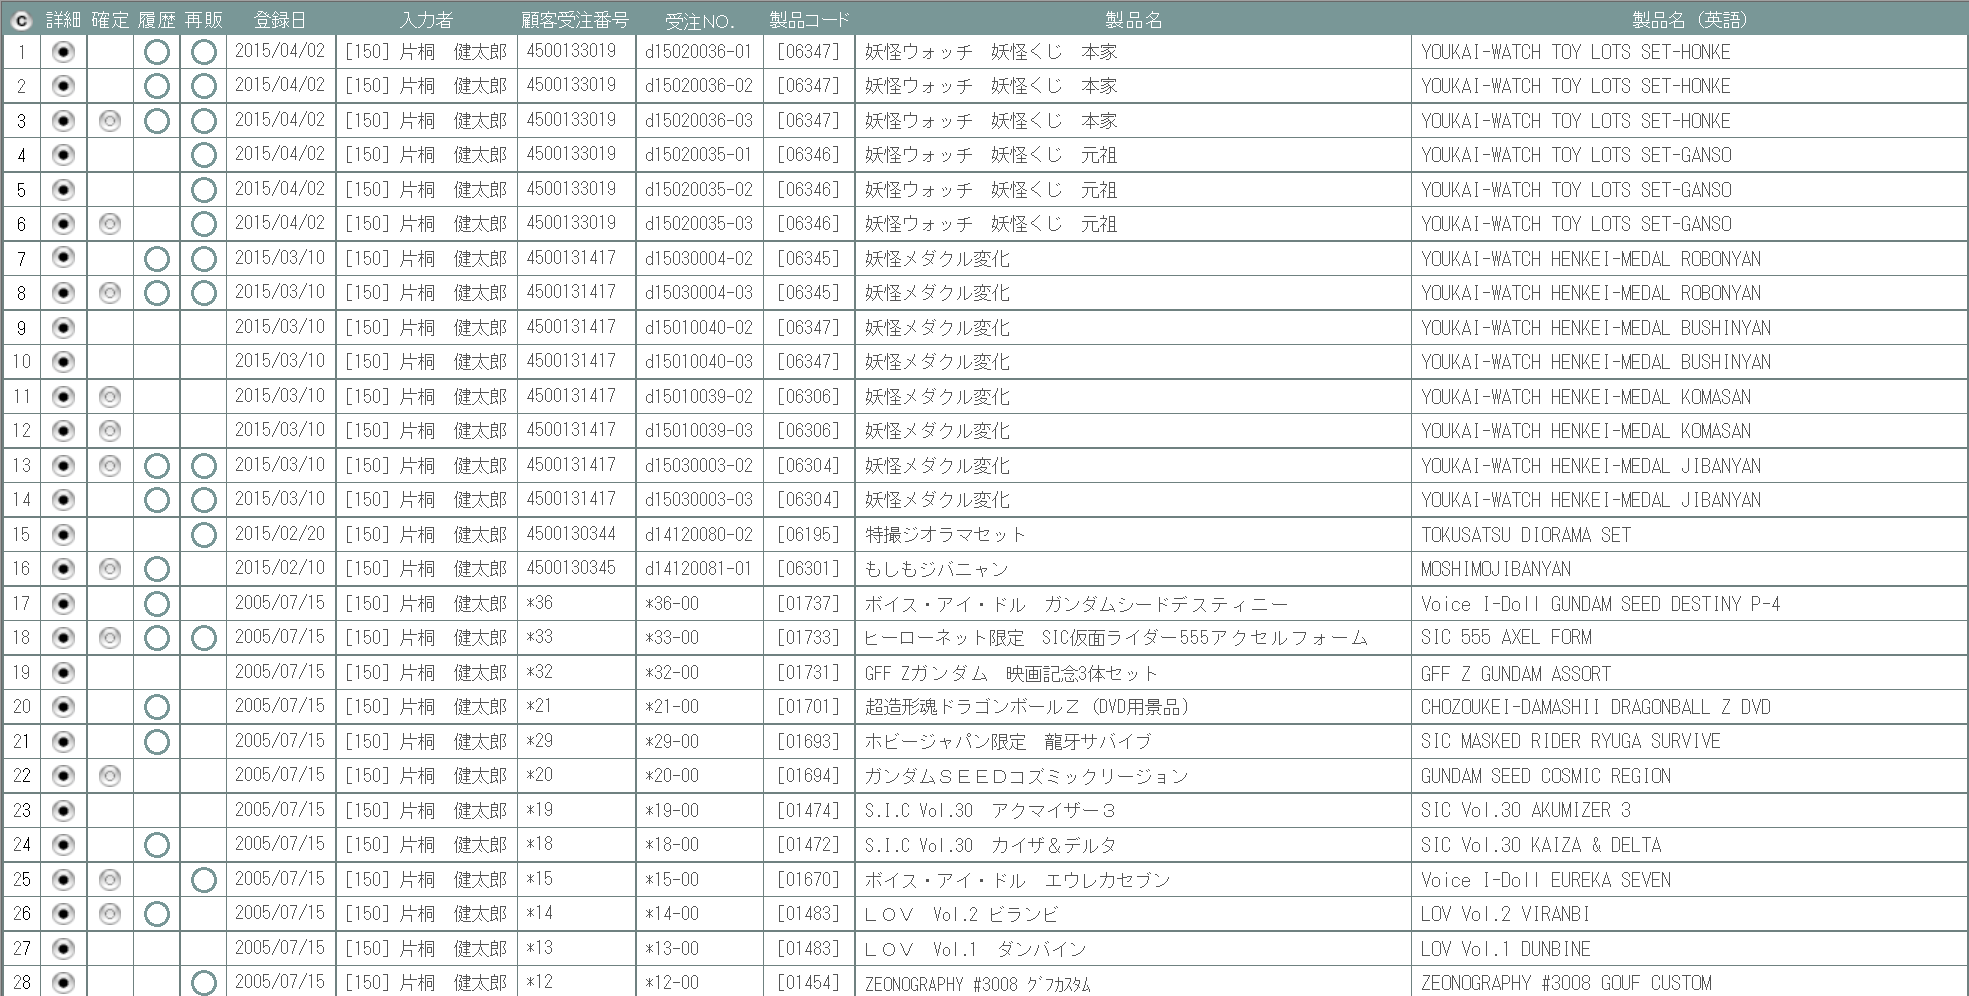 C 詳細 確定 履歴 再販 登録日 入力者 顧客受注番号 受注NO. 製品コード 製品名 製品名（英語）
1 2015/04/02 [150] 片桐　健太郎 4500133019 d15020036-01 [06347] 妖怪ウォッチ　妖怪くじ　本家 YOUKAI-WATCH TOY LOTS SET-HONKE
2 2015/04/02 [150] 片桐　健太郎 4500133019 d15020036-02 [06347] 妖怪ウォッチ　妖怪くじ　本家 YOUKAI-WATCH TOY LOTS SET-HONKE
3 2015/04/02 [150] 片桐　健太郎 4500133019 d15020036-03 [06347] 妖怪ウォッチ　妖怪くじ　本家 YOUKAI-WATCH TOY LOTS SET-HONKE
4 2015/04/02 [150] 片桐　健太郎 4500133019 d15020035-01 [06346] 妖怪ウォッチ　妖怪くじ　元祖 YOUKAI-WATCH TOY LOTS SET-GANSO
5 2015/04/02 [150] 片桐　健太郎 4500133019 d15020035-02 [06346] 妖怪ウォッチ　妖怪くじ　元祖 YOUKAI-WATCH TOY LOTS SET-GANSO
6 2015/04/02 [150] 片桐　健太郎 4500133019 d15020035-03 [06346] 妖怪ウォッチ　妖怪くじ　元祖 YOUKAI-WATCH TOY LOTS SET-GANSO
7 2015/03/10 [150] 片桐　健太郎 4500131417 d15030004-02 [06345] 妖怪メダクル変化 YOUKAI-WATCH HENKEI-MEDAL ROBONYAN
8 2015/03/10 [150] 片桐　健太郎 4500131417 d15030004-03 [06345] 妖怪メダクル変化 YOUKAI-WATCH HENKEI-MEDAL ROBONYAN
9 2015/03/10 [150] 片桐　健太郎 4500131417 d15010040-02 [06347] 妖怪メダクル変化 YOUKAI-WATCH HENKEI-MEDAL BUSHINYAN
10 2015/03/10 [150] 片桐　健太郎 4500131417 d15010040-03 [06347] 妖怪メダクル変化 YOUKAI-WATCH HENKEI-MEDAL BUSHINYAN
11 2015/03/10 [150] 片桐　健太郎 4500131417 d15010039-02 [06306] 妖怪メダクル変化 YOUKAI-WATCH HENKEI-MEDAL KOMASAN
12 2015/03/10 [150] 片桐　健太郎 4500131417 d15010039-03 [06306] 妖怪メダクル変化 YOUKAI-WATCH HENKEI-MEDAL KOMASAN
13 2015/03/10 [150] 片桐　健太郎 4500131417 d15030003-02 [06304] 妖怪メダクル変化 YOUKAI-WATCH HENKEI-MEDAL JIBANYAN
14 2015/03/10 [150] 片桐　健太郎 4500131417 d15030003-03 [06304] 妖怪メダクル変化 YOUKAI-WATCH HENKEI-MEDAL JIBANYAN
15 2015/02/20 [150] 片桐　健太郎 4500130344 d14120080-02 [06195] 特撮ジオラマセット TOKUSATSU DIORAMA SET
16 2015/02/10 [150] 片桐　健太郎 4500130345 d14120081-01 [06301] もしもジバニャン MOSHIMOJIBANYAN
17 2005/07/15 [150] 片桐　健太郎 *36 *36-00 [01737] ボイス・アイ・ドル　ガンダムシードデスティニー Voice I-Doll GUNDAM SEED DESTINY P-4
18 2005/07/15 [150] 片桐　健太郎 *33 *33-00 [01733] ヒーローネット限定　SIC仮面ライダー555アクセルフォーム SIC 555 AXEL FORM
19 2005/07/15 [150] 片桐　健太郎 *32 *32-00 [01731] GFF Zガンダム　映画記念3体セット GFF Z GUNDAM ASSORT
20 2005/07/15 [150] 片桐　健太郎 *21 *21-00 [01701] 超造形魂ドラゴンボールＺ（DVD用景品） CHOZOUKEI-DAMASHII DRAGONBALL Z DVD
21 2005/07/15 [150] 片桐　健太郎 *29 *29-00 [01693] ホビージャパン限定　龍牙サバイブ SIC MASKED RIDER RYUGA SURVIVE
22 2005/07/15 [150] 片桐　健太郎 *20 *20-00 [01694] ガンダムＳＥＥＤコズミックリージョン GUNDAM SEED COSMIC REGION
23 2005/07/15 [150] 片桐　健太郎 *19 *19-00 [01474] S.I.C Vol.30　アクマイザー３ SIC Vol.30 AKUMIZER 3
24 2005/07/15 [150] 片桐　健太郎 *18 *18-00 [01472] S.I.C Vol.30　カイザ＆デルタ SIC Vol.30 KAIZA & DELTA
25 2005/07/15 [150] 片桐　健太郎 *15 *15-00 [01670] ボイス・アイ・ドル　エウレカセブン Voice I-Doll EUREKA SEVEN
26 2005/07/15 [150] 片桐　健太郎 *14 *14-00 [01483] ＬＯＶ　Vol.2 ビランビ LOV Vol.2 VIRANBI
27 2005/07/15 [150] 片桐　健太郎 *13 *13-00 [01483] ＬＯＶ　Vol.1　ダンバイン LOV Vol.1 DUNBINE
28 2005/07/15 [150] 片桐　健太郎 *12 *12-00 [01454] ZEONOGRAPHY #3008 ｸﾞﾌｶｽﾀﾑ ZEONOGRAPHY #3008 GOUF CUSTOM